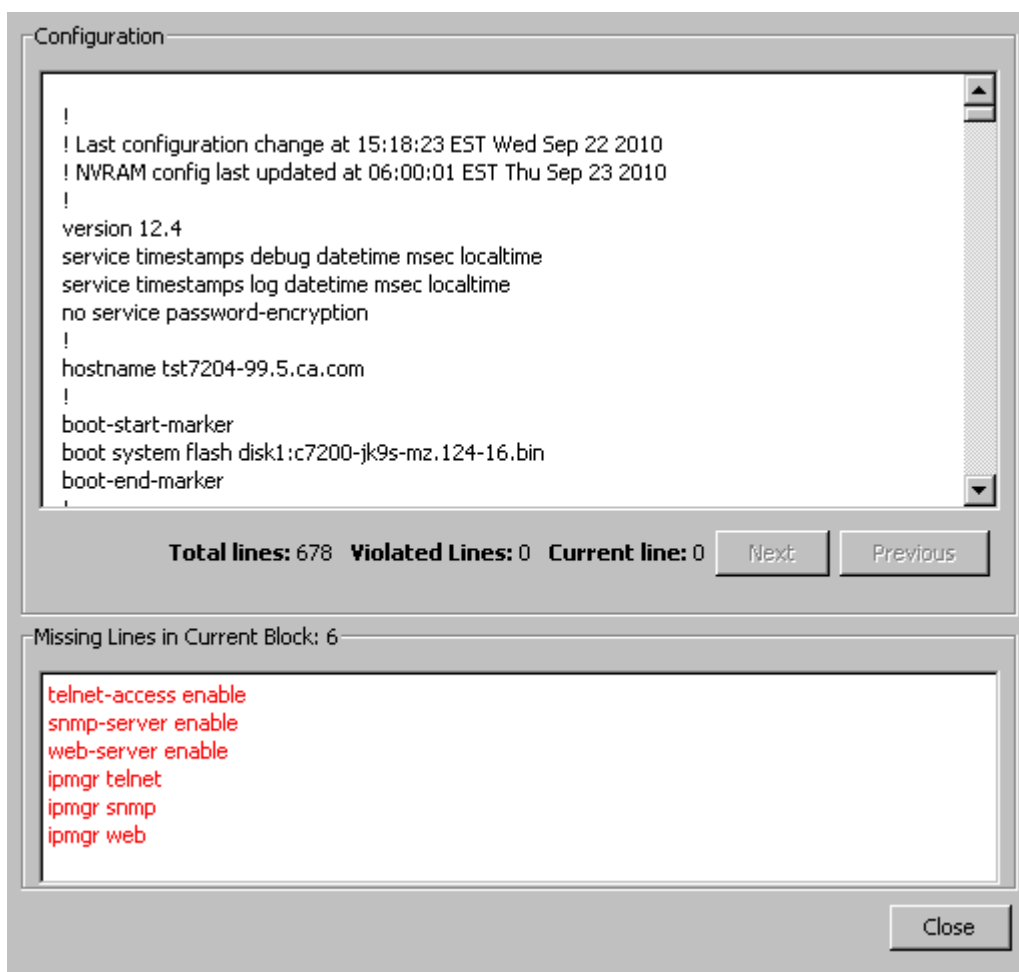 Configuration
!
! Last configuration change at 15:18:23 EST Wed Sep 22 2010
! NVRAM config last updated at 06:00:01 EST Thu Sep 23 2010
!
version 12.4
service timestamps debug datetime msec localtime
service timestamps log datetime msec localtime
no service password-encryption
!
hostname tst7204-99.5.ca.com
!
boot-start-marker
boot system flash disk1:c7200-jk9s-mz.124-16.bin
boot-end-marker
!
Total lines: 678 Violated Lines: 0 Current line: 0 Next Previous
Missing Lines in Current Block: 6
telnet-access enable
snmp-server enable
web-server enable
ipmgr telnet
ipmgr snmp
ipmgr web
Close